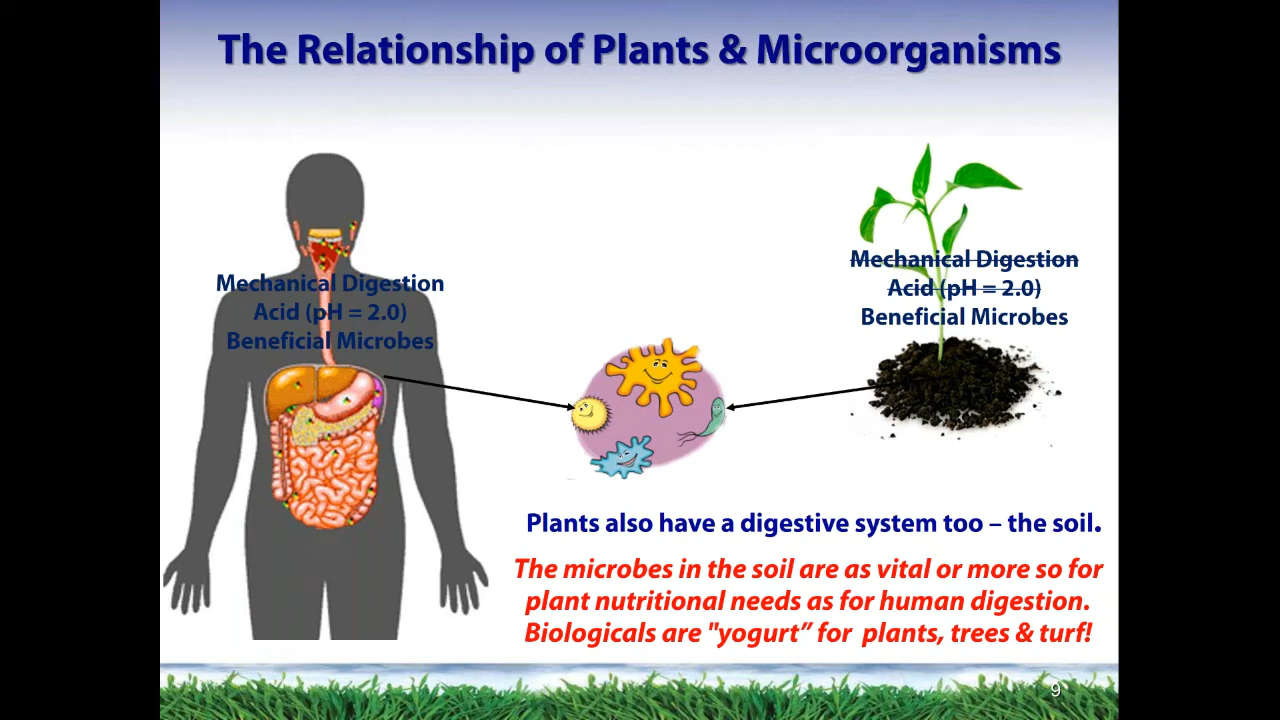 The Relationship of Plants & Microorganisms
Mechanical Digestion
Acid (pH = 2.0)
Beneficial Microbes
Mechanical Digestion
Acid (pH = 2.0)
Beneficial Microbes
Plants also have a digestive system too – the soil.
The microbes in the soil are as vital or more so for
plant nutritional needs as for human digestion.
Biologicals are "yogurt” for plants, trees & turf!
9